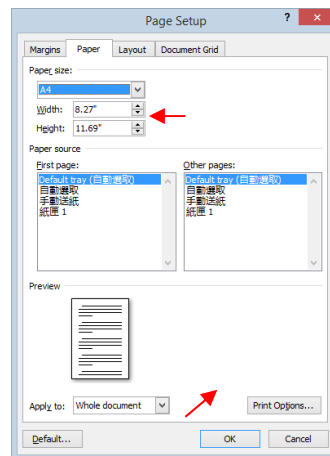 Page Setup
Margins Paper Layout Document Grid
Paper size:
A4
Width: 8.27"
Height: 11.69"
Paper source
First page: Other pages:
Default tray (自動選取) Default tray (自動選取)
自動選取 自動選取
手動送紙 手動送紙
紙匣 1 紙匣 1
Preview
Apply to: Whole document Print Options...
Default... OK Cancel